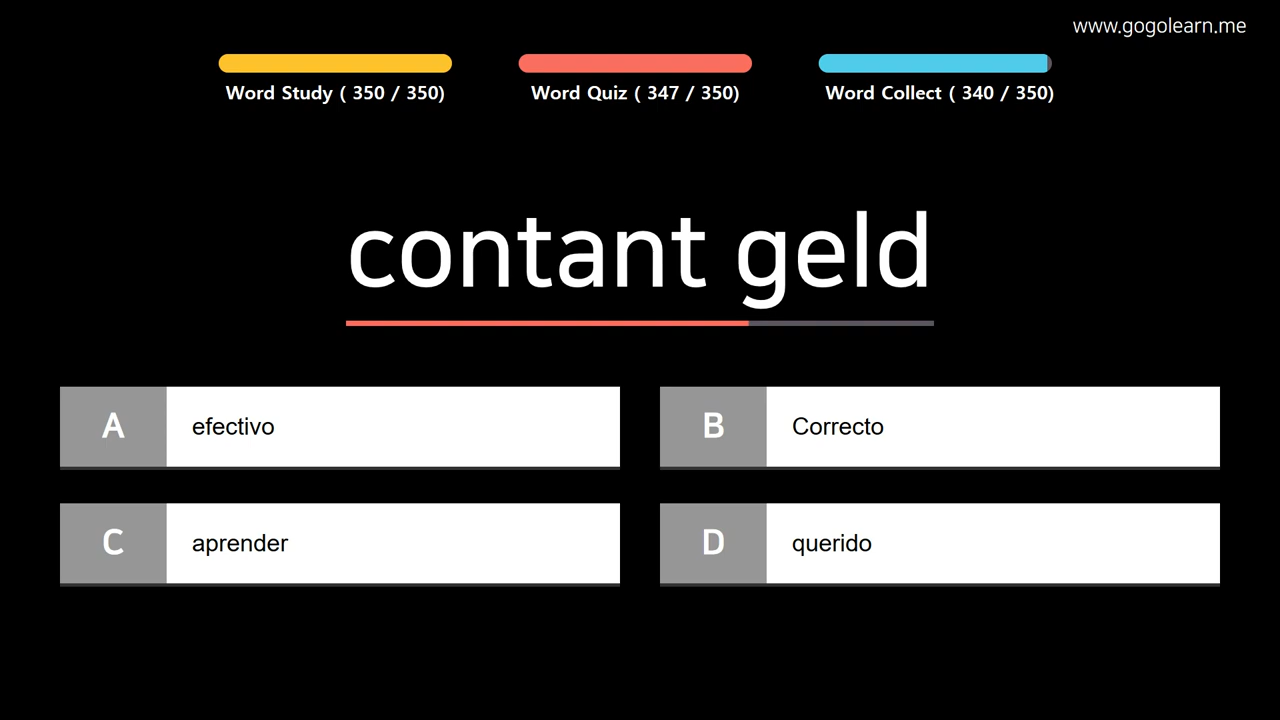 www.gogolearn.me
Word Study ( 350 / 350)
Word Quiz ( 347 / 350)
Word Collect ( 340 / 350)
contant geld
A efectivo
B Correcto
C aprender
D querido